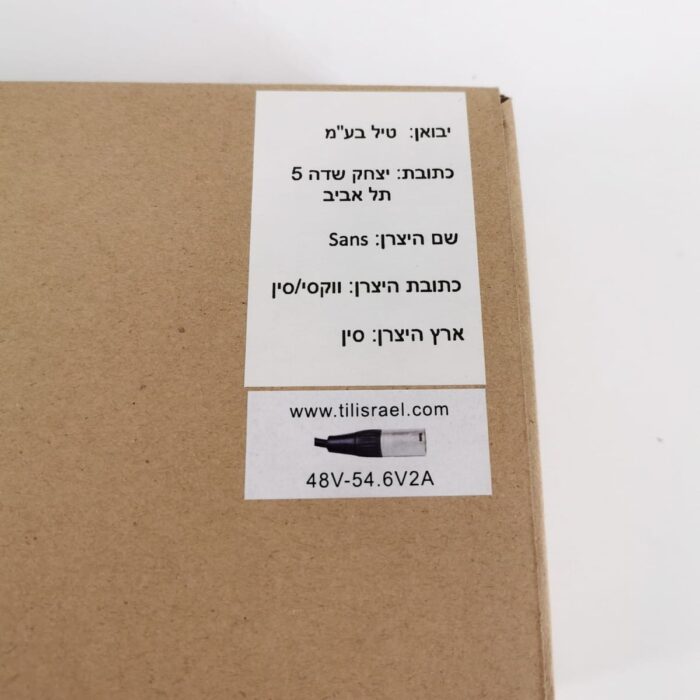 יבואן: טיל בע"מ
כתובת: יצחק שדה 5
תל אביב
שם היצרן: Sans
כתובת היצרן: ווקסי/סין
ארץ היצרן: סין
www.tilisrael.com
48V-54.6V2A